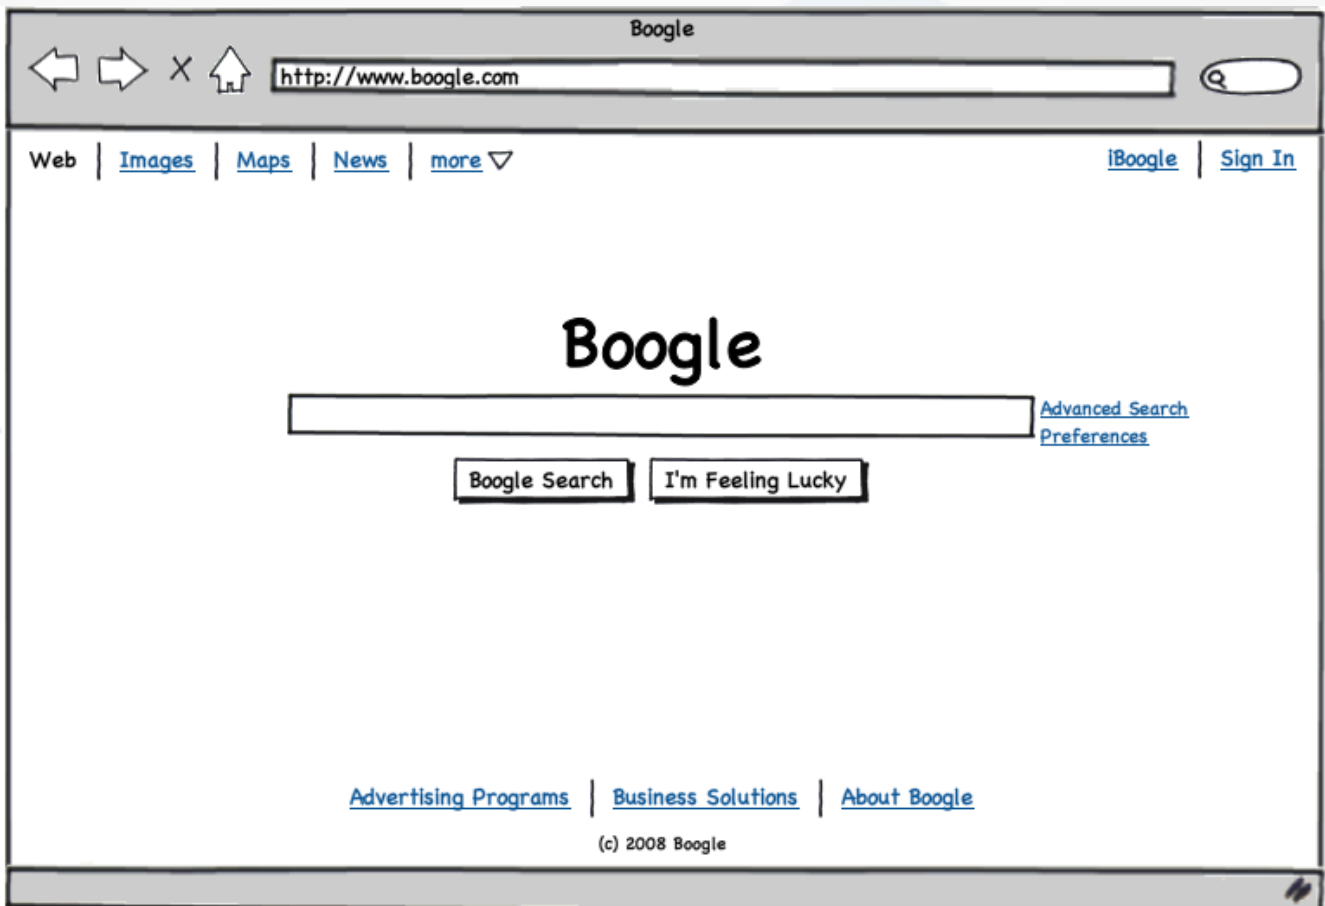 Boogle
http://www.boogle.com
Web Images Maps News more iBoogle Sign In
Boogle
Advanced Search
Preferences
Boogle Search I'm Feeling Lucky
Advertising Programs Business Solutions About Boogle
(c) 2008 Boogle